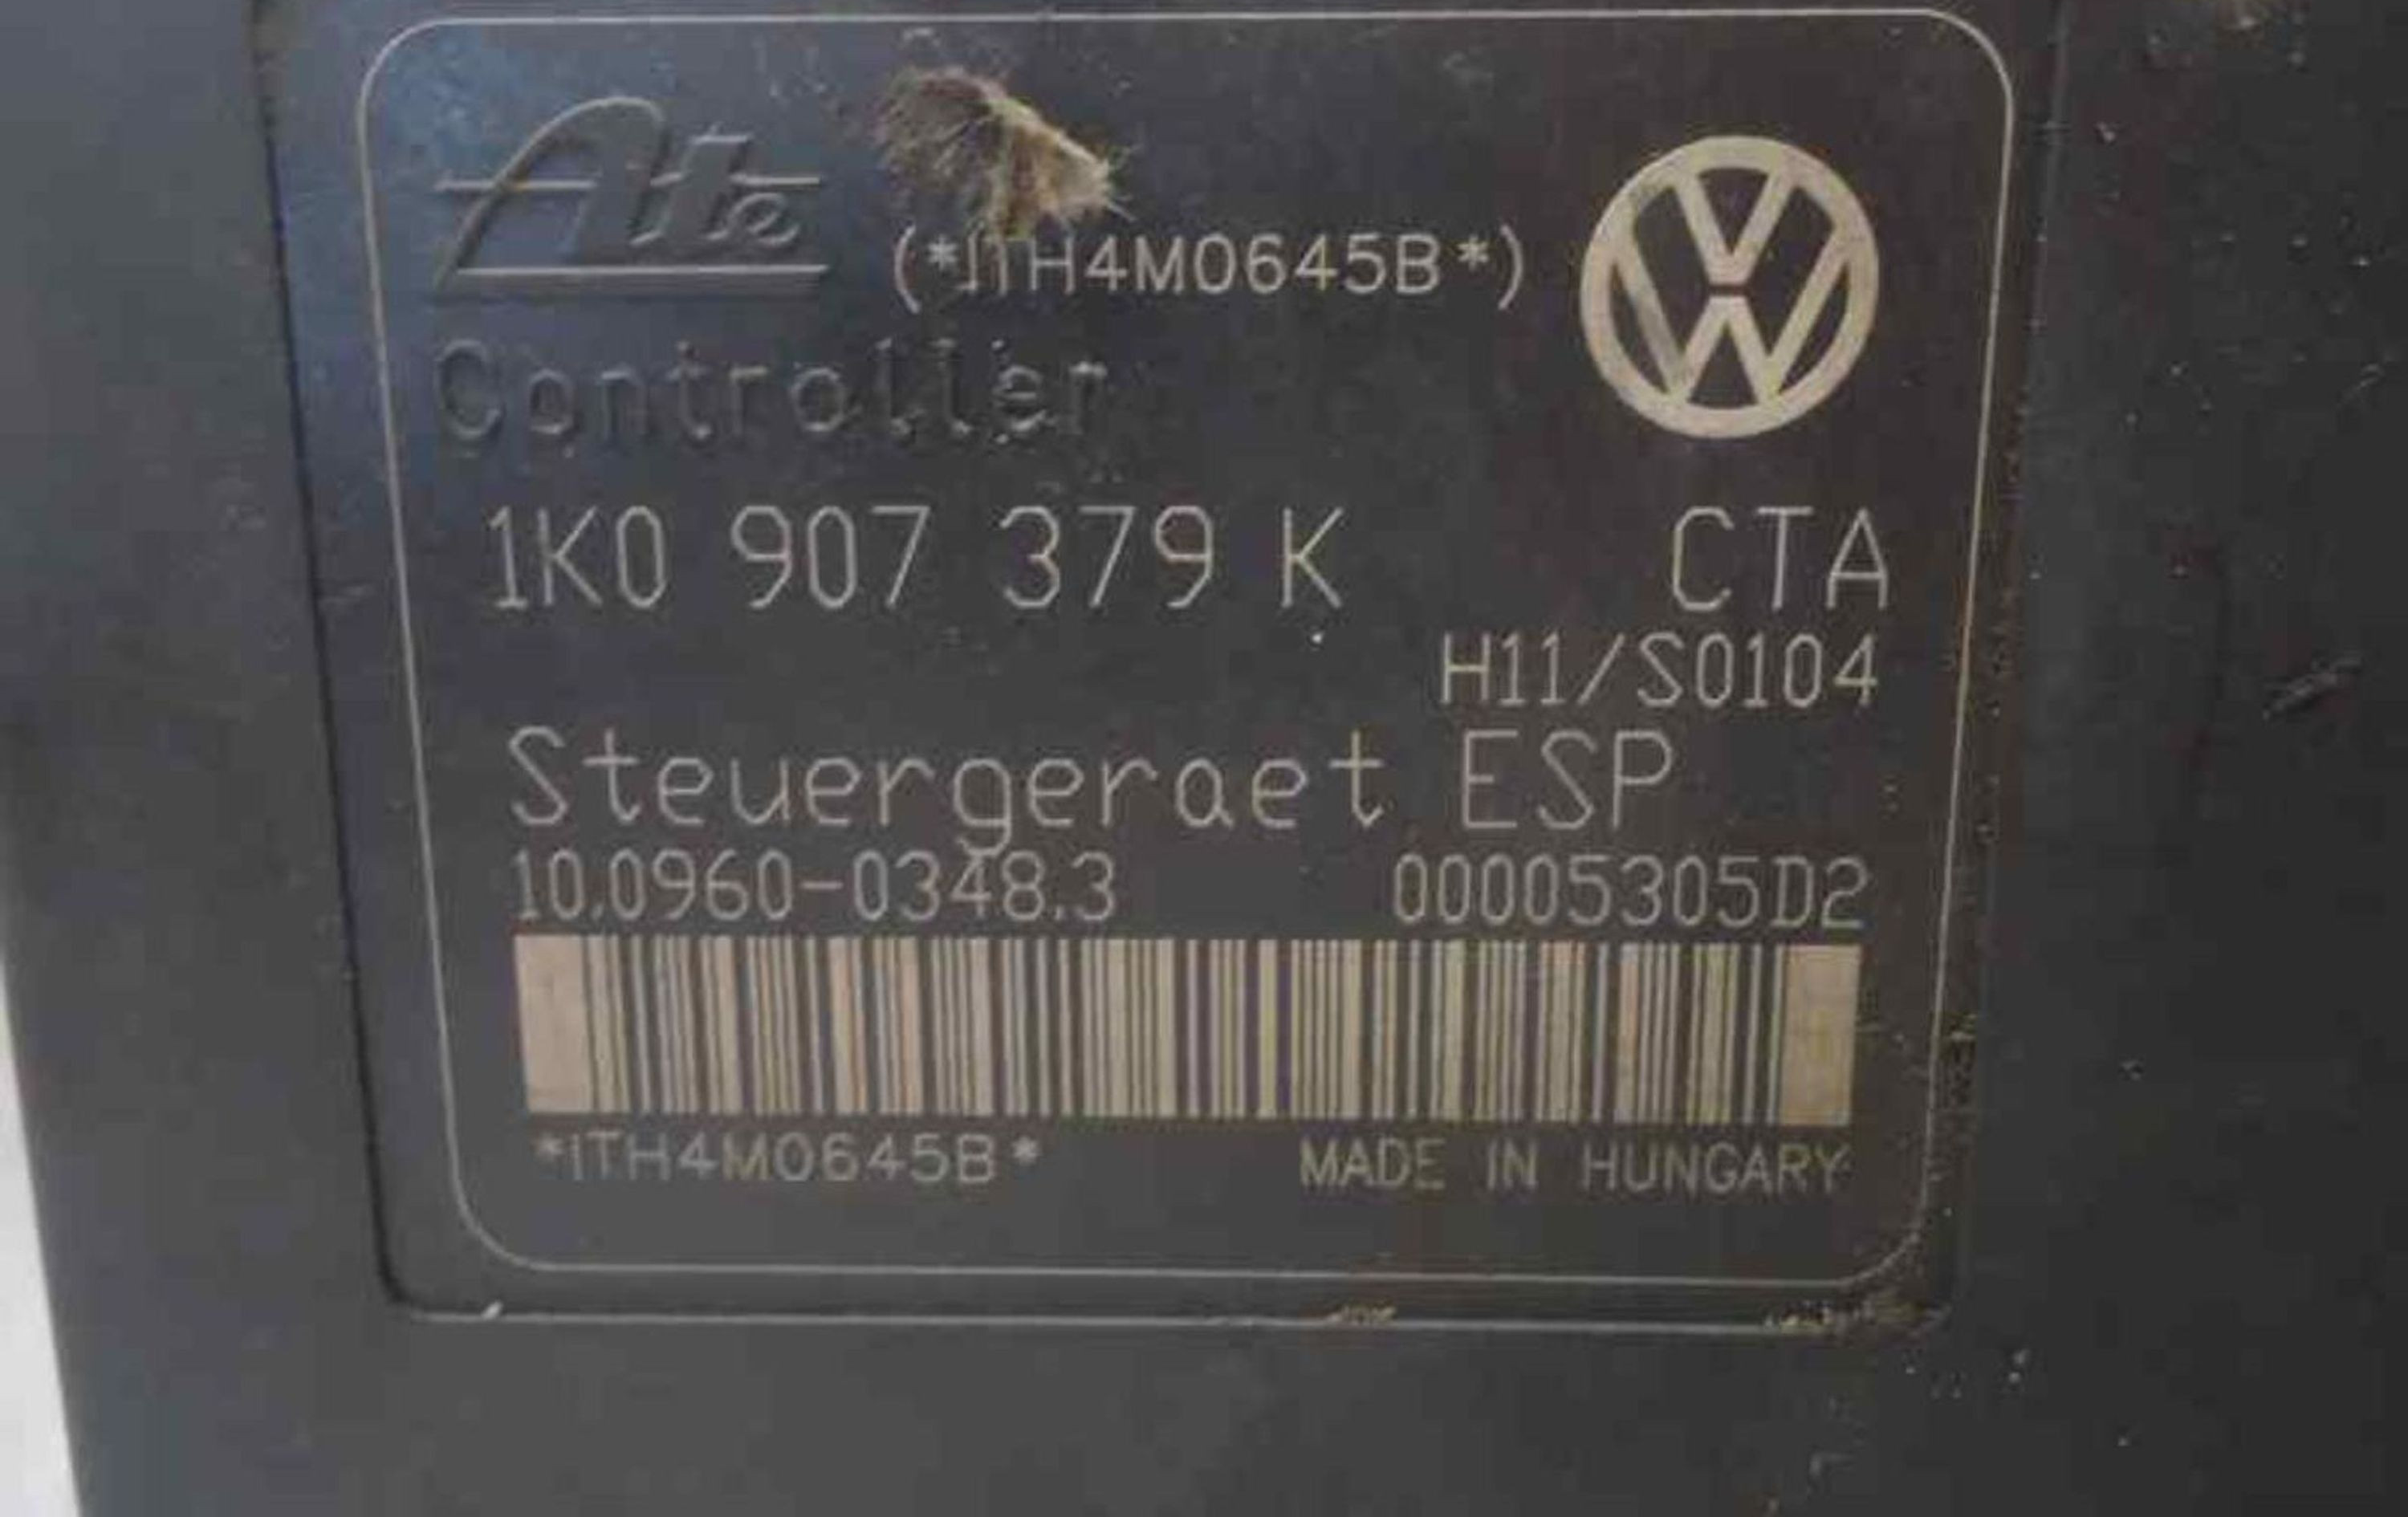 Ate
(*1TH4M0645B*)
Controller
1K0 907 379 K CTA
H11/S0104
Steuergeraet ESP
10.0960-0348.3 00005305D2
*1TH4M0645B* MADE IN HUNGARY